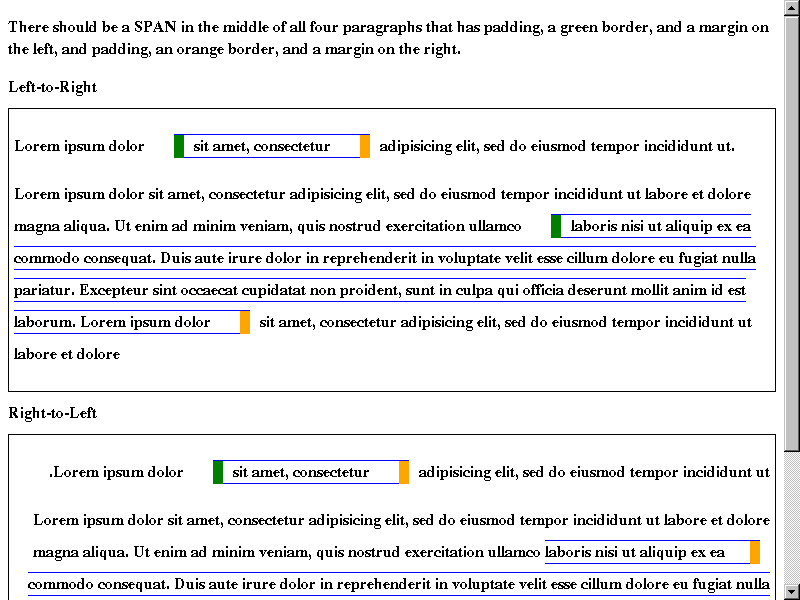 There should be a SPAN in the middle of all four paragraphs that has padding, a green border, and a margin on
the left, and padding, an orange border, and a margin on the right.
Left-to-Right
Lorem ipsum dolor sit amet, consectetur adipisicing elit, sed do eiusmod tempor incididunt ut.
Lorem ipsum dolor sit amet, consectetur adipisicing elit, sed do eiusmod tempor incididunt ut labore et dolore
magna aliqua. Ut enim ad minim veniam, quis nostrud exercitation ullamco laboris nisi ut aliquip ex ea
commodo consequat. Duis aute irure dolor in reprehenderit in voluptate velit esse cillum dolore eu fugiat nulla
pariatur. Excepteur sint occaecat cupidatat non proident, sunt in culpa qui officia deserunt mollit anim id est
laborum. Lorem ipsum dolor sit amet, consectetur adipisicing elit, sed do eiusmod tempor incididunt ut
labore et dolore
Right-to-Left
.Lorem ipsum dolor sit amet, consectetur adipisicing elit, sed do eiusmod tempor incididunt ut
Lorem ipsum dolor sit amet, consectetur adipisicing elit, sed do eiusmod tempor incididunt ut labore et dolore
magna aliqua. Ut enim ad minim veniam, quis nostrud exercitation ullamco laboris nisi ut aliquip ex ea
commodo consequat. Duis aute irure dolor in reprehenderit in voluptate velit esse cillum dolore eu fugiat nulla